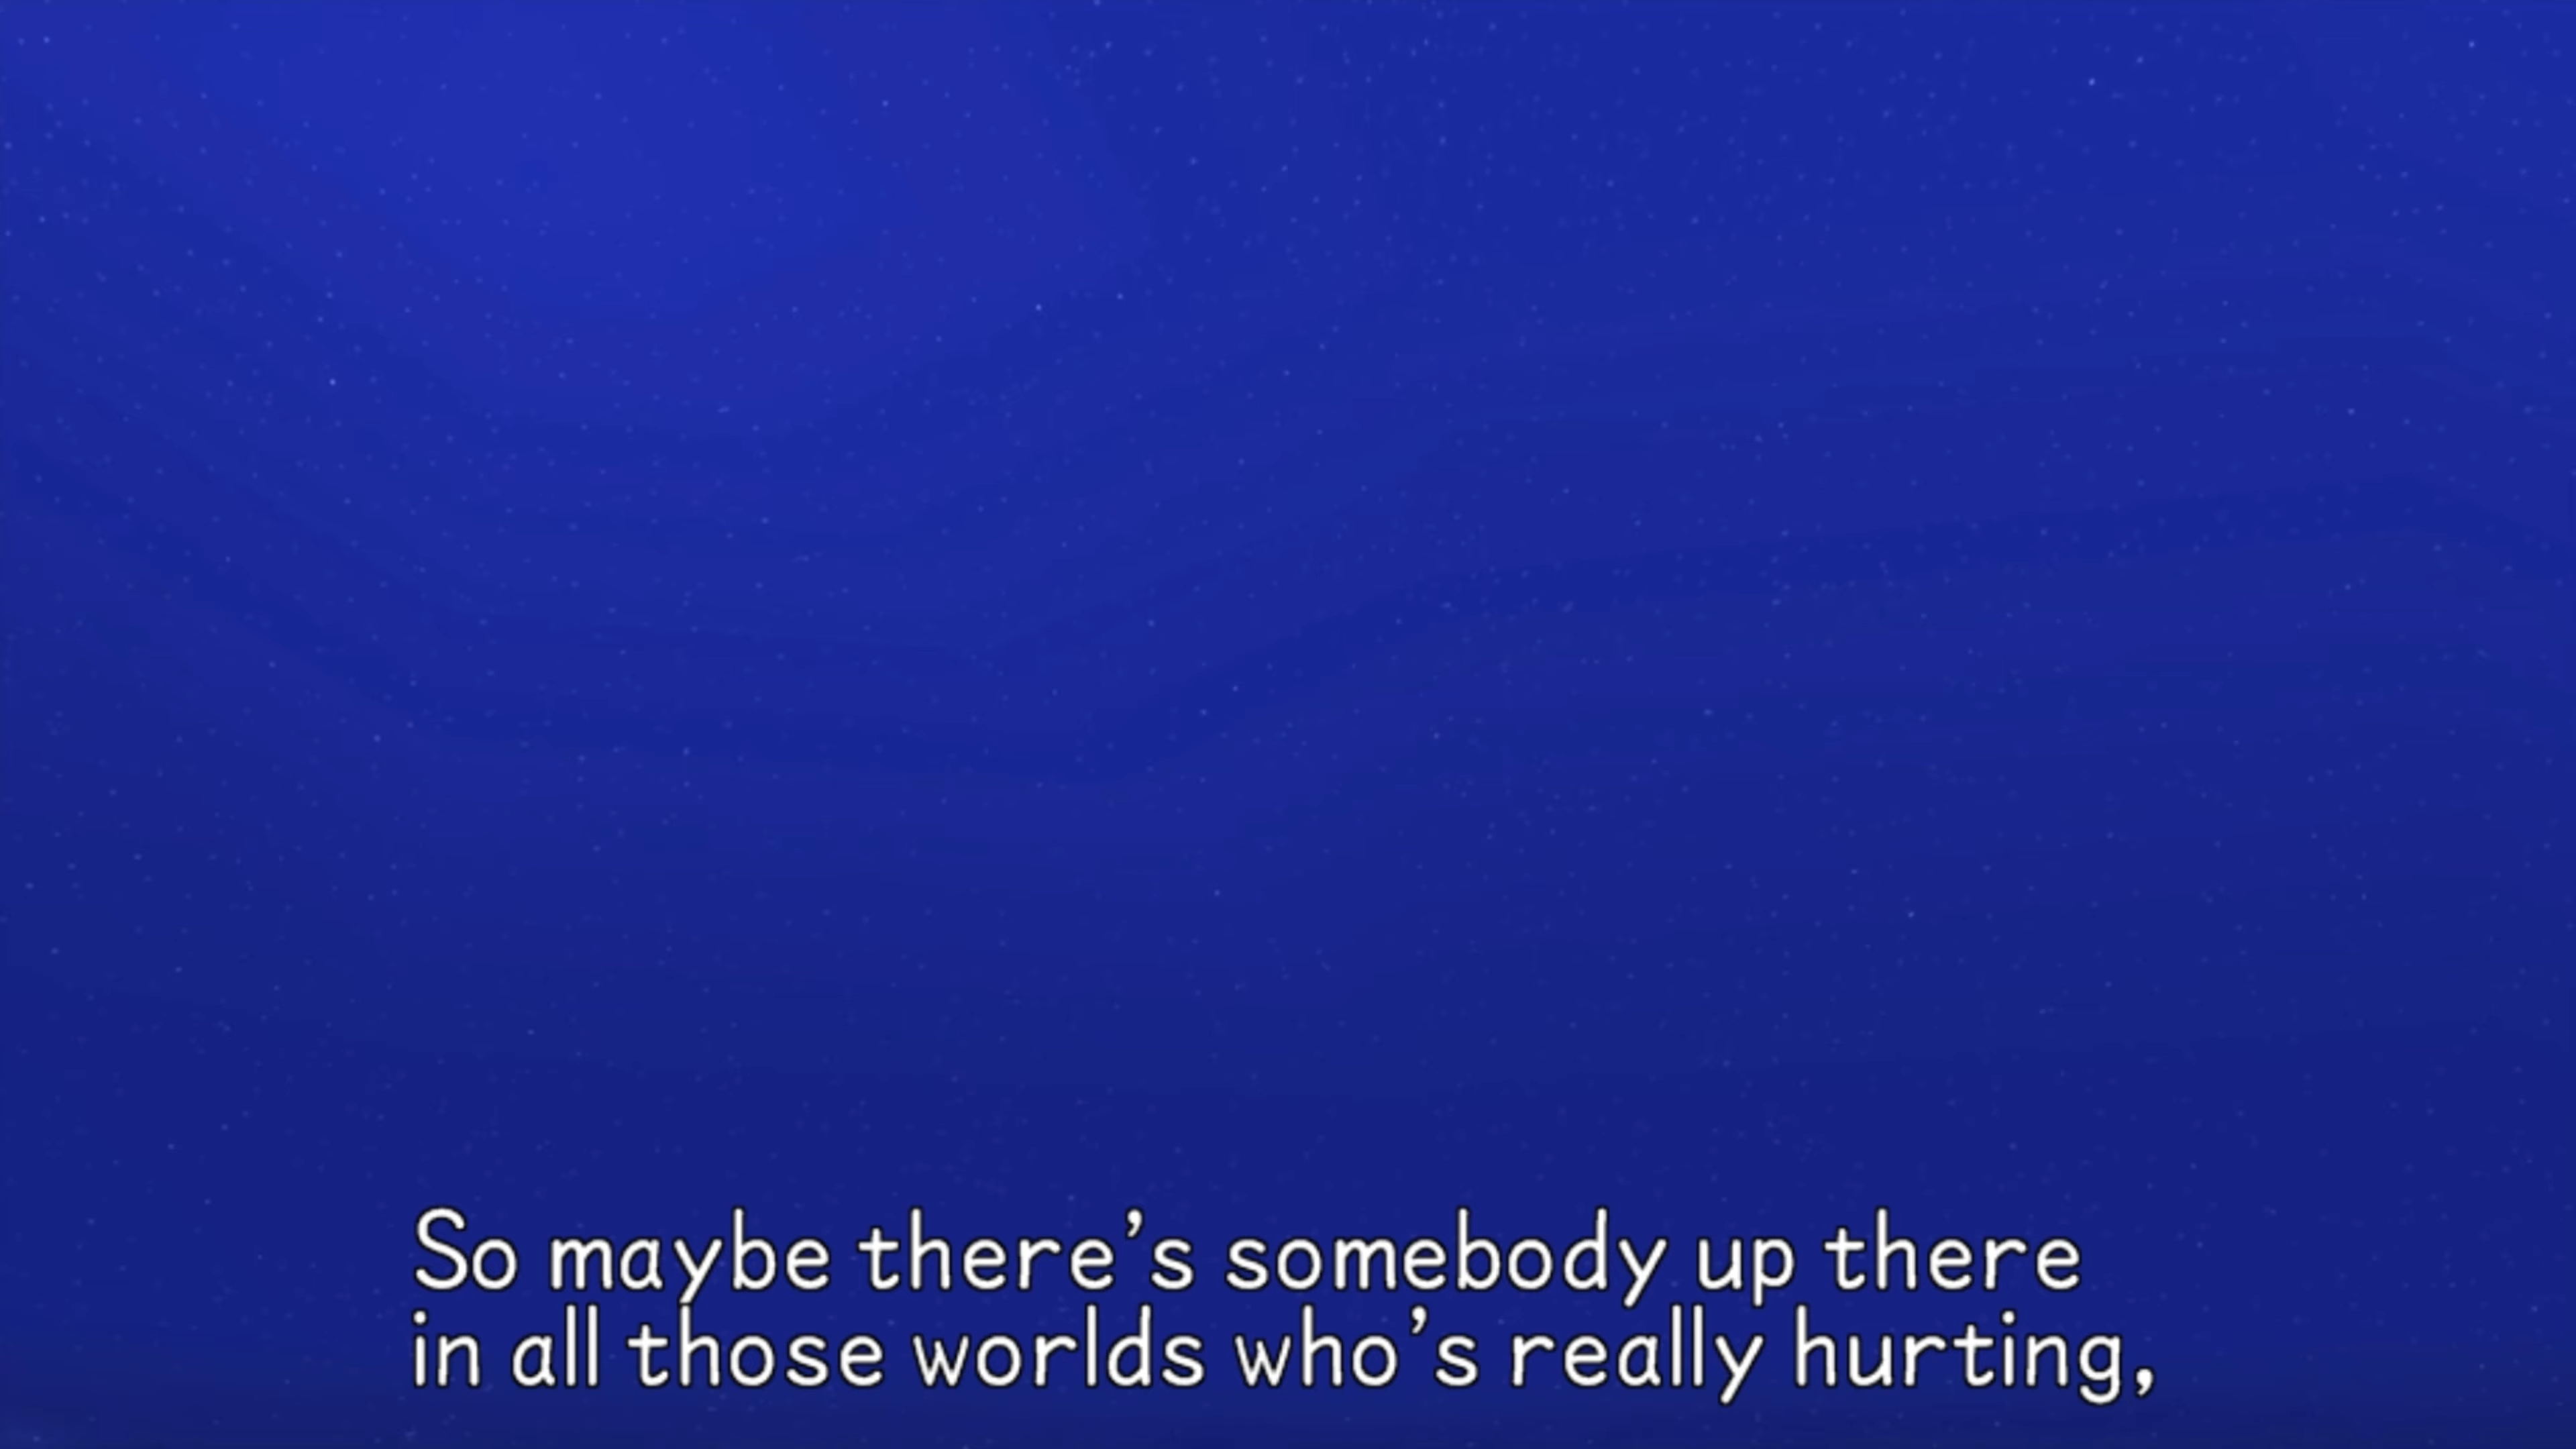 So maybe there’s somebody up there
in all those worlds who’s really hurting,